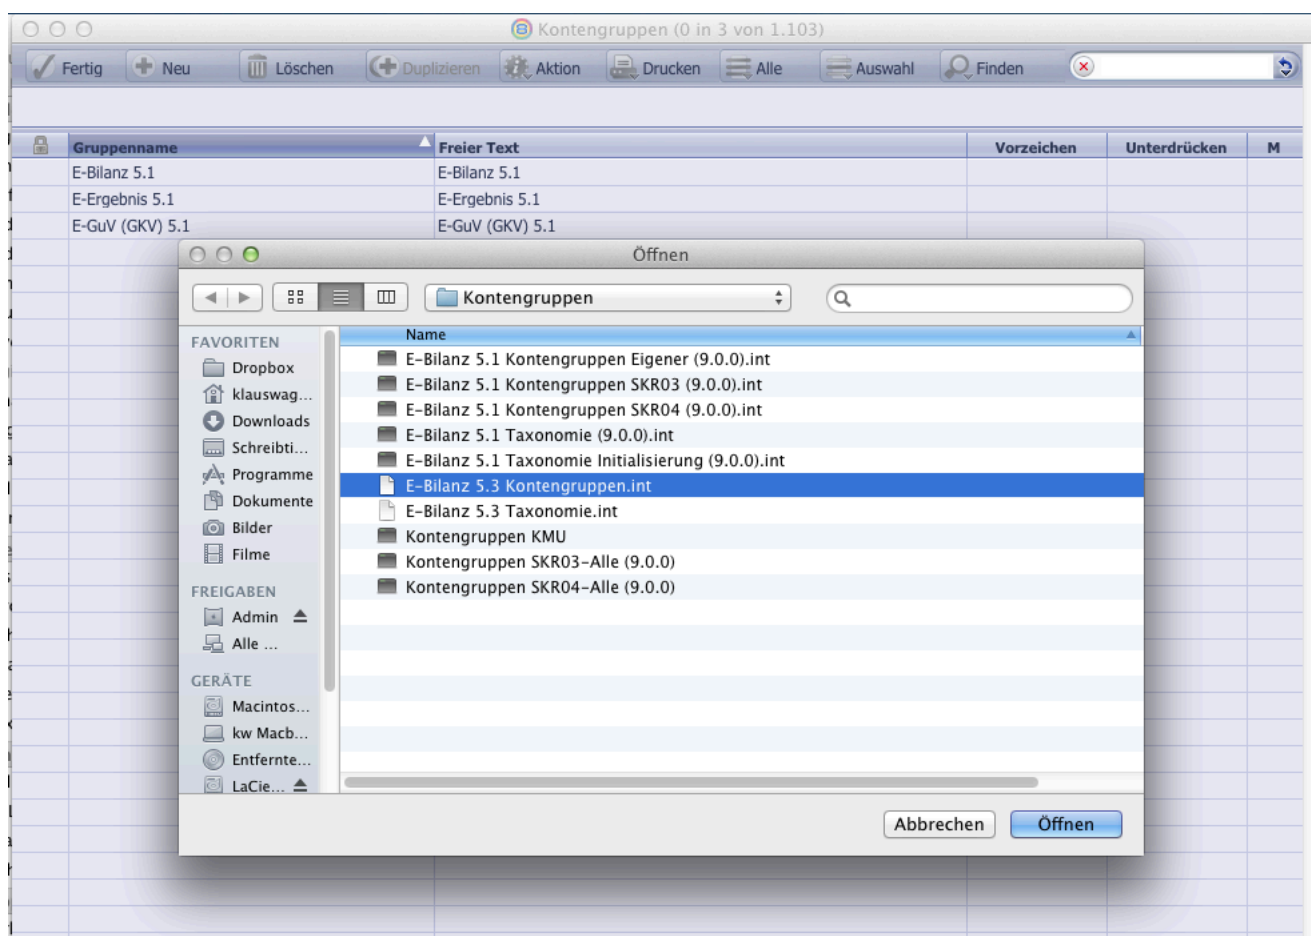 Kontengruppen (0 in 3 von 1.103)
Fertig Neu Löschen Duplizieren Aktion Drucken Alle Auswahl Finden
Gruppenname Freier Text Vorzeichen Unterdrücken M
E-Bilanz 5.1 E-Bilanz 5.1
E-Ergebnis 5.1 E-Ergebnis 5.1
E-GuV (GKV) 5.1 E-GuV (GKV) 5.1
Öffnen
Kontengruppen
FAVORITEN
Dropbox
klauswag...
Downloads
Schreibti...
Programme
Dokumente
Bilder
Filme
FREIGABEN
Admin
Alle ...
GERÄTE
Macintos...
kw Macb...
Entfernte...
LaCie...
Name
E-Bilanz 5.1 Kontengruppen Eigener (9.0.0).int
E-Bilanz 5.1 Kontengruppen SKR03 (9.0.0).int
E-Bilanz 5.1 Kontengruppen SKR04 (9.0.0).int
E-Bilanz 5.1 Taxonomie (9.0.0).int
E-Bilanz 5.1 Taxonomie Initialisierung (9.0.0).int
E-Bilanz 5.3 Kontengruppen.int
E-Bilanz 5.3 Taxonomie.int
Kontengruppen KMU
Kontengruppen SKR03-Alle (9.0.0)
Kontengruppen SKR04-Alle (9.0.0)
Abbrechen Öffnen